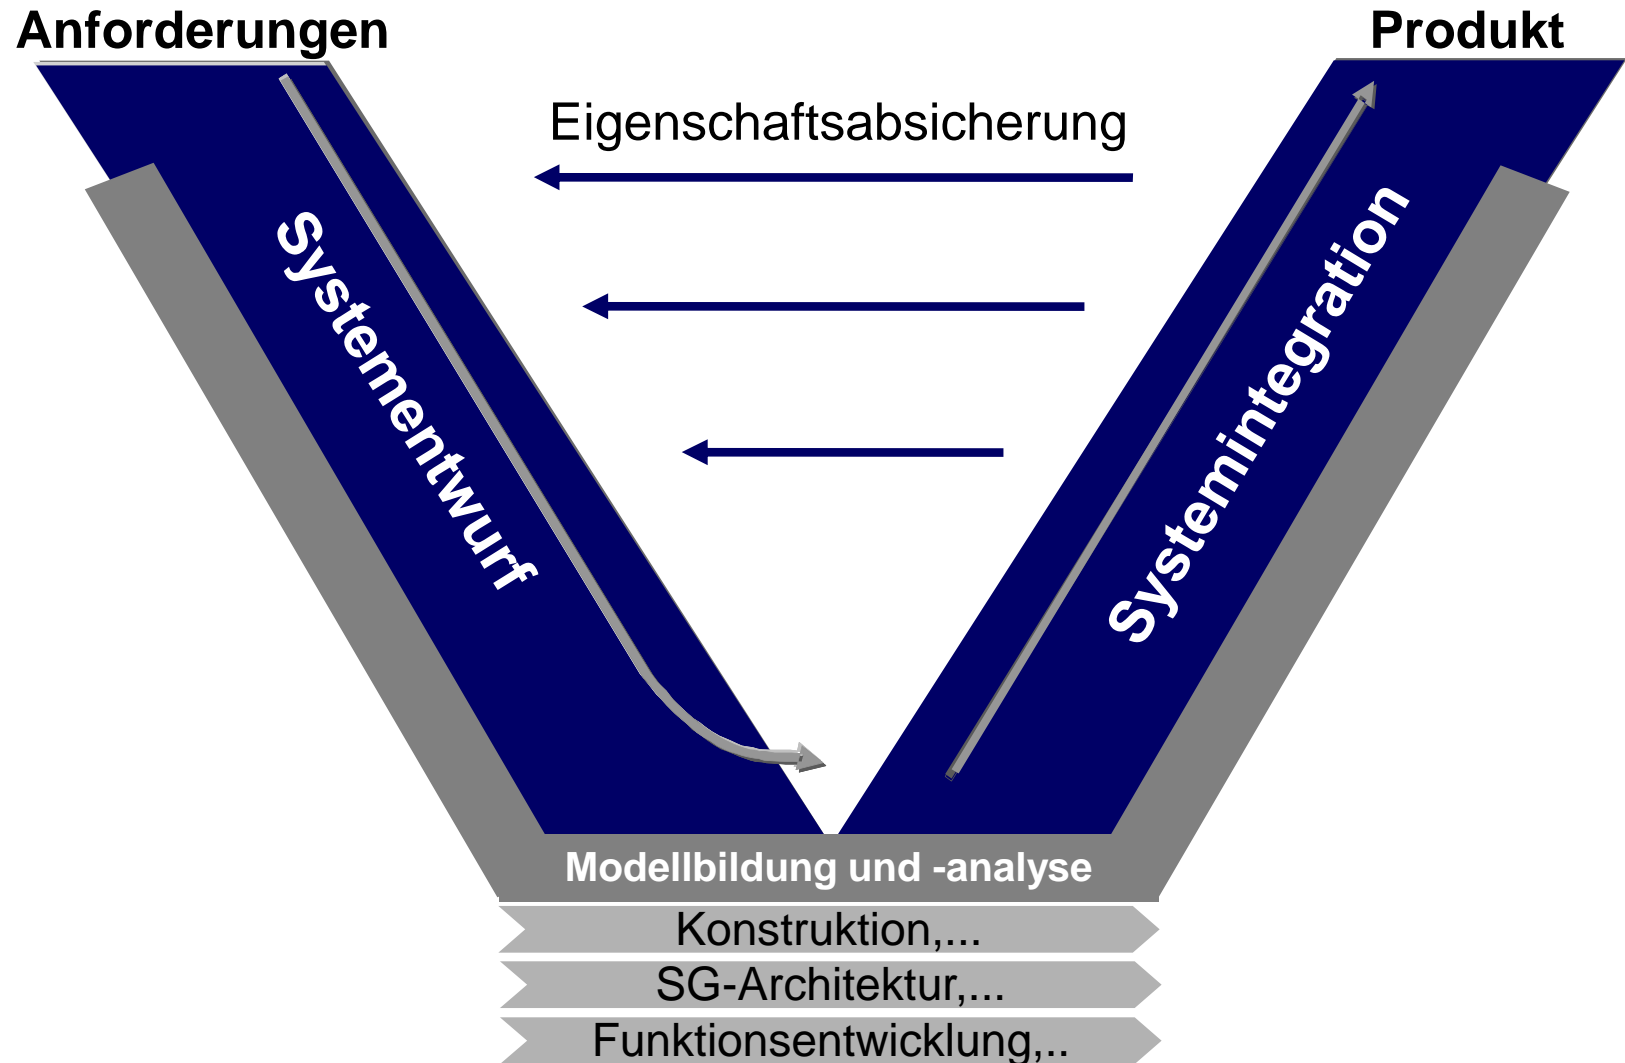 Anforderungen
Produkt
Eigenschaftsabsicherung
Systementwurf
Systemintegration
Modellbildung und -analyse
Konstruktion,...
SG-Architektur,...
Funktionsentwicklung,..